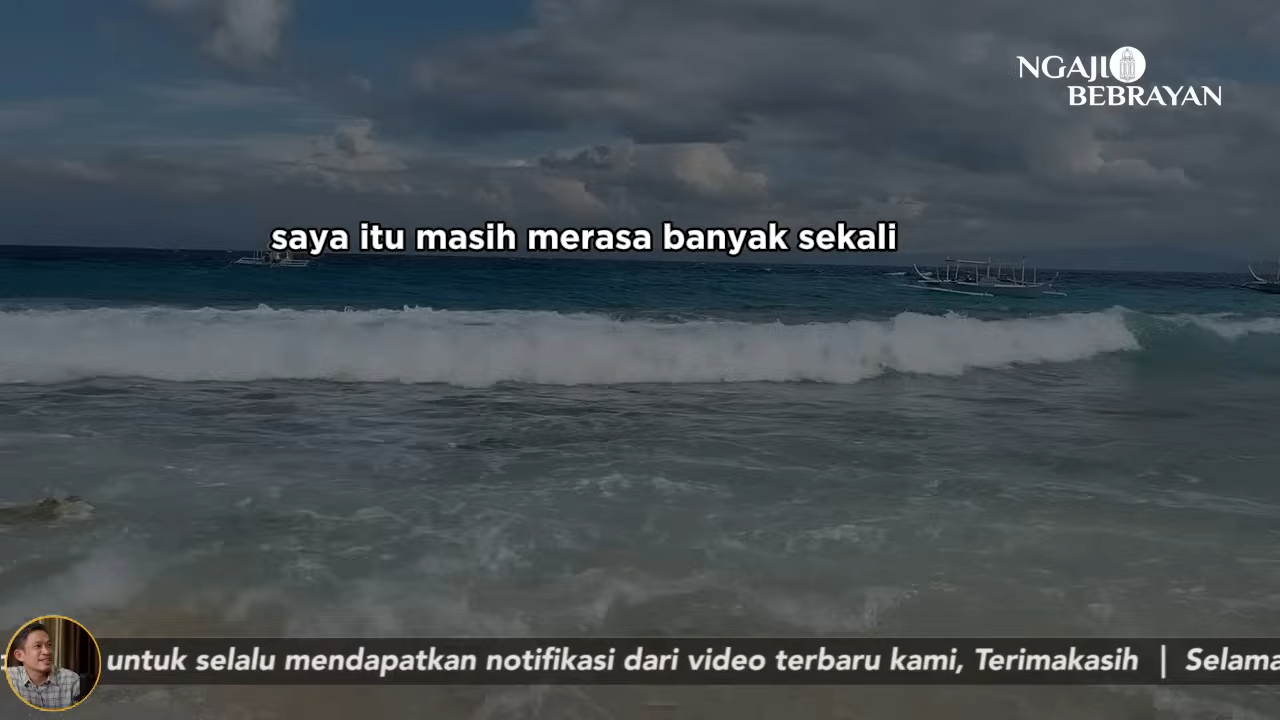 NGAJI
BEBRAYAN
saya itu masih merasa banyak sekali
untuk selalu mendapatkan notifikasi dari video terbaru kami, Terimakasih | Selama